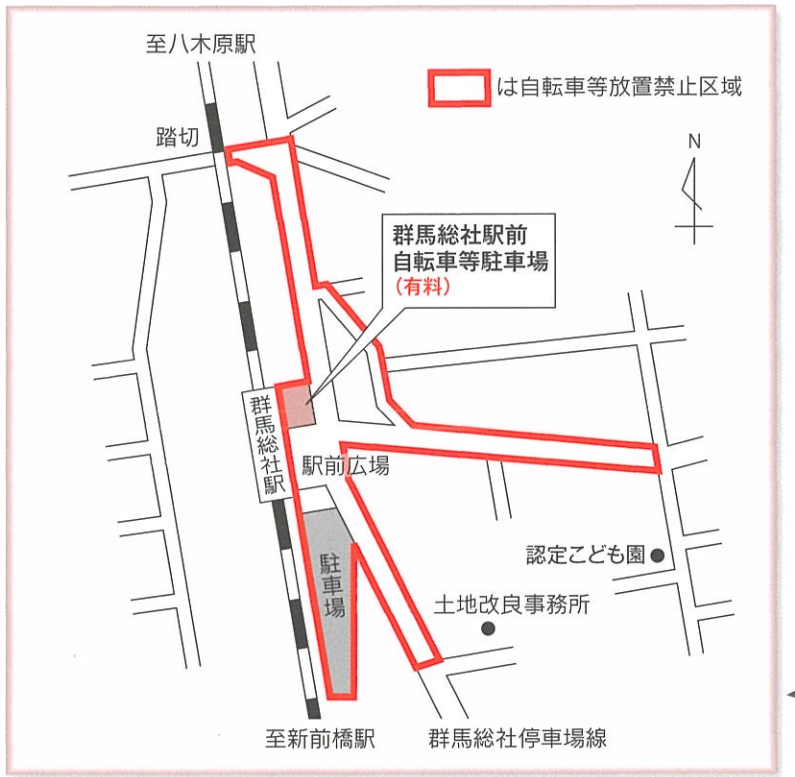 至八木原駅
は自転車等放置禁止区域
踏切
N
群馬総社駅前
自転車等駐車場
(有料)
群馬総社駅
駅前広場
駐車場
認定こども園
土地改良事務所
至新前橋駅
群馬総社停車場線